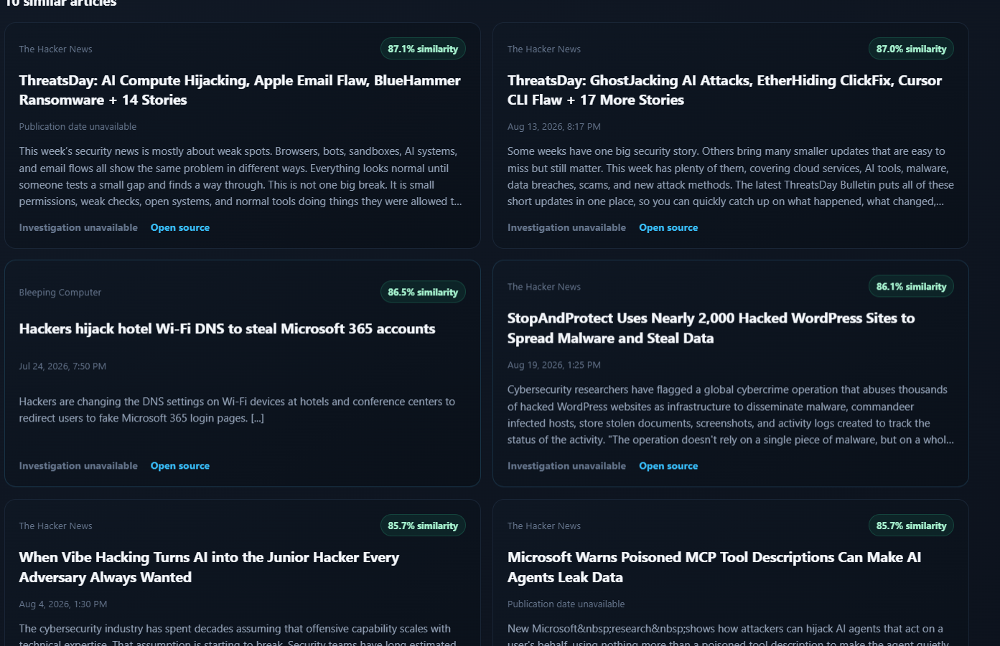 10 similar articles
The Hacker News
87.1% similarity
ThreatsDay: AI Compute Hijacking, Apple Email Flaw, BlueHammer
Ransomware + 14 Stories
Publication date unavailable
This week’s security news is mostly about weak spots. Browsers, bots, sandboxes, AI systems,
and email flows all show the same problem in different ways. Everything looks normal until
someone tests a small gap and finds a way through. This is not one big break. It is small
permissions, weak checks, open systems, and normal tools doing things they were allowed t...
Investigation unavailable
Open source
The Hacker News
87.0% similarity
ThreatsDay: GhostJacking AI Attacks, EtherHiding ClickFix, Cursor
CLI Flaw + 17 More Stories
Aug 13, 2026, 8:17 PM
Some weeks have one big security story. Others bring many smaller updates that are easy to
miss but still matter. This week has plenty of them, covering cloud services, AI tools, malware,
data breaches, scams, and new attack methods. The latest ThreatsDay Bulletin puts all of these
short updates in one place, so you can quickly catch up on what happened, what changed,...
Investigation unavailable
Open source
Bleeping Computer
86.5% similarity
Hackers hijack hotel Wi-Fi DNS to steal Microsoft 365 accounts
Jul 24, 2026, 7:50 PM
Hackers are changing the DNS settings on Wi-Fi devices at hotels and conference centers to
redirect users to fake Microsoft 365 login pages. [...]
Investigation unavailable
Open source
The Hacker News
86.1% similarity
StopAndProtect Uses Nearly 2,000 Hacked WordPress Sites to
Spread Malware and Steal Data
Aug 19, 2026, 1:25 PM
Cybersecurity researchers have flagged a global cybercrime operation that abuses thousands
of hacked WordPress websites as infrastructure to disseminate malware, commandeer
infected hosts, store stolen documents, screenshots, and activity logs created to track the
status of the activity. "The operation doesn't rely on a single piece of malware, but on a whol...
Investigation unavailable
Open source
The Hacker News
85.7% similarity
When Vibe Hacking Turns AI into the Junior Hacker Every
Adversary Always Wanted
Aug 4, 2026, 1:30 PM
The cybersecurity industry has spent decades assuming that offensive capability scales with
technical expertise. That assumption is starting to break. Security teams have long estimated
The Hacker News
85.7% similarity
Microsoft Warns Poisoned MCP Tool Descriptions Can Make AI
Agents Leak Data
Publication date unavailable
New Microsoft&nbsp;research&nbsp;shows how attackers can hijack AI agents that act on a
user's behalf, using nothing more than a poisoned tool description to make the agent quietly